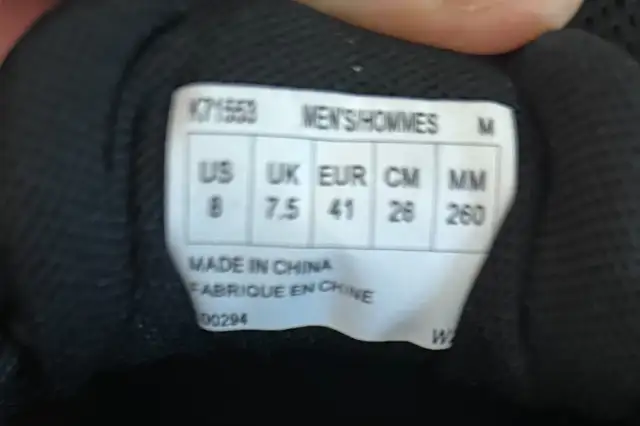 K71553 MEN'S/HOMMES M
US UK EUR CM MM
8 7.5 41 26 260
MADE IN CHINA
FABRIQUE EN CHINE
00294